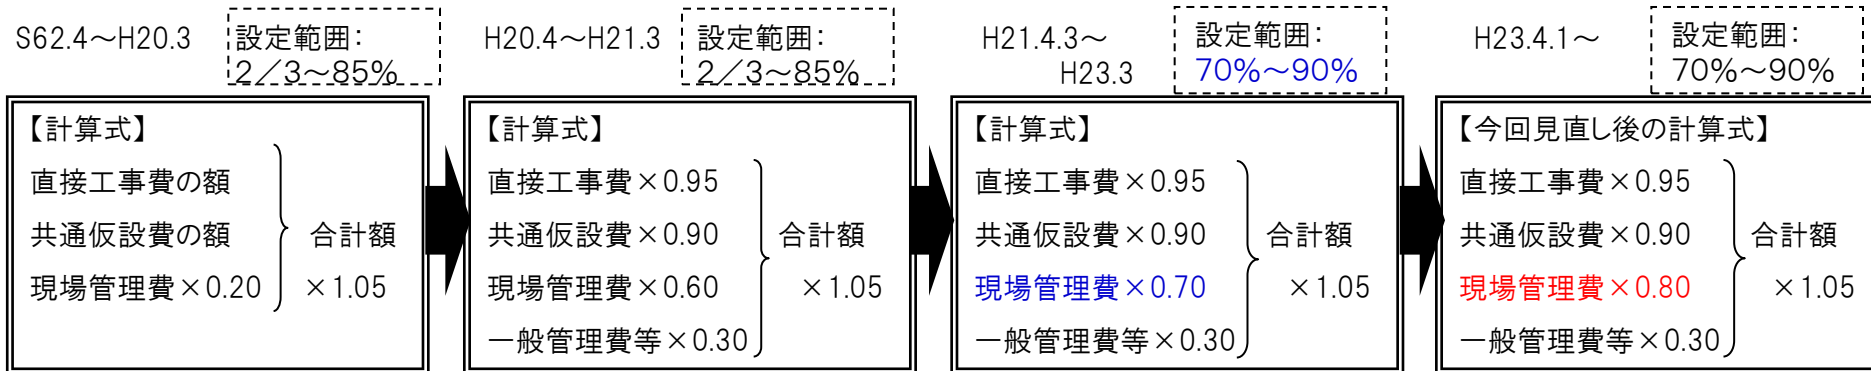 S62.4～H20.3
設定範囲：
2／3～85%
【計算式】
直接工事費の額
共通仮設費の額
現場管理費×0.20
合計額
×1.05
H20.4～H21.3
設定範囲：
2／3～85%
【計算式】
直接工事費×0.95
共通仮設費×0.90
現場管理費×0.60
一般管理費等×0.30
合計額
×1.05
H21.4.3～
H23.3
設定範囲：
70%～90%
【計算式】
直接工事費×0.95
共通仮設費×0.90
現場管理費×0.70
一般管理費等×0.30
合計額
×1.05
H23.4.1～
設定範囲：
70%～90%
【今回見直し後の計算式】
直接工事費×0.95
共通仮設費×0.90
現場管理費×0.80
一般管理費等×0.30
合計額
×1.05